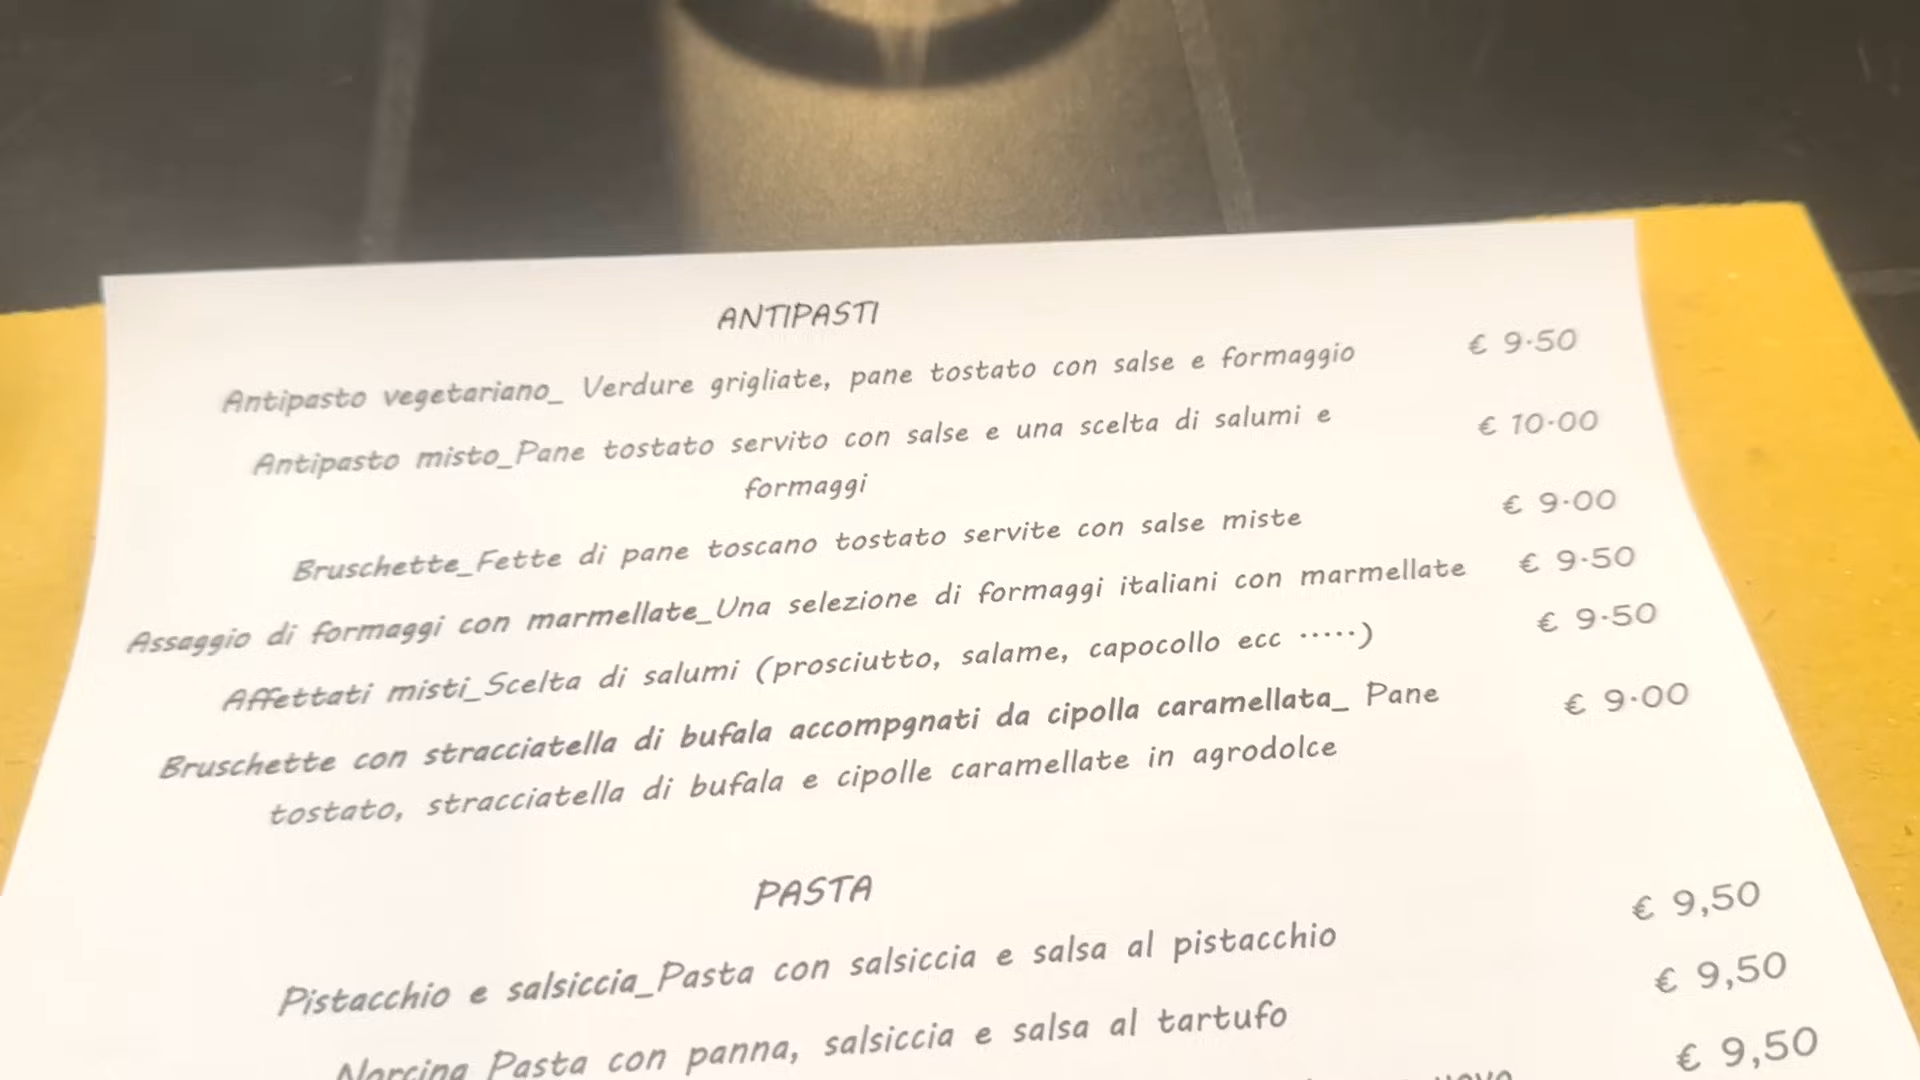 ANTIPASTI
Antipasto vegetariano_ Verdure grigliate, pane tostato con salse e formaggio € 9.50
Antipasto misto_Pane tostato servito con salse e una scelta di salumi e € 10.00
formaggi
Bruschette_Fette di pane toscano tostato servite con salse miste € 9.00
Assaggio di formaggi con marmellate_Una selezione di formaggi italiani con marmellate € 9.50
Affettati misti_Scelta di salumi (prosciutto, salame, capocollo ecc .....) € 9.50
Bruschette con stracciatella di bufala accompgnati da cipolla caramellata_ Pane € 9.00
tostato, stracciatella di bufala e cipolle caramellate in agrodolce
PASTA
Pistacchio e salsiccia_Pasta con salsiccia e salsa al pistacchio € 9,50
Norcina Pasta con panna, salsiccia e salsa al tartufo € 9,50
€ 9,50